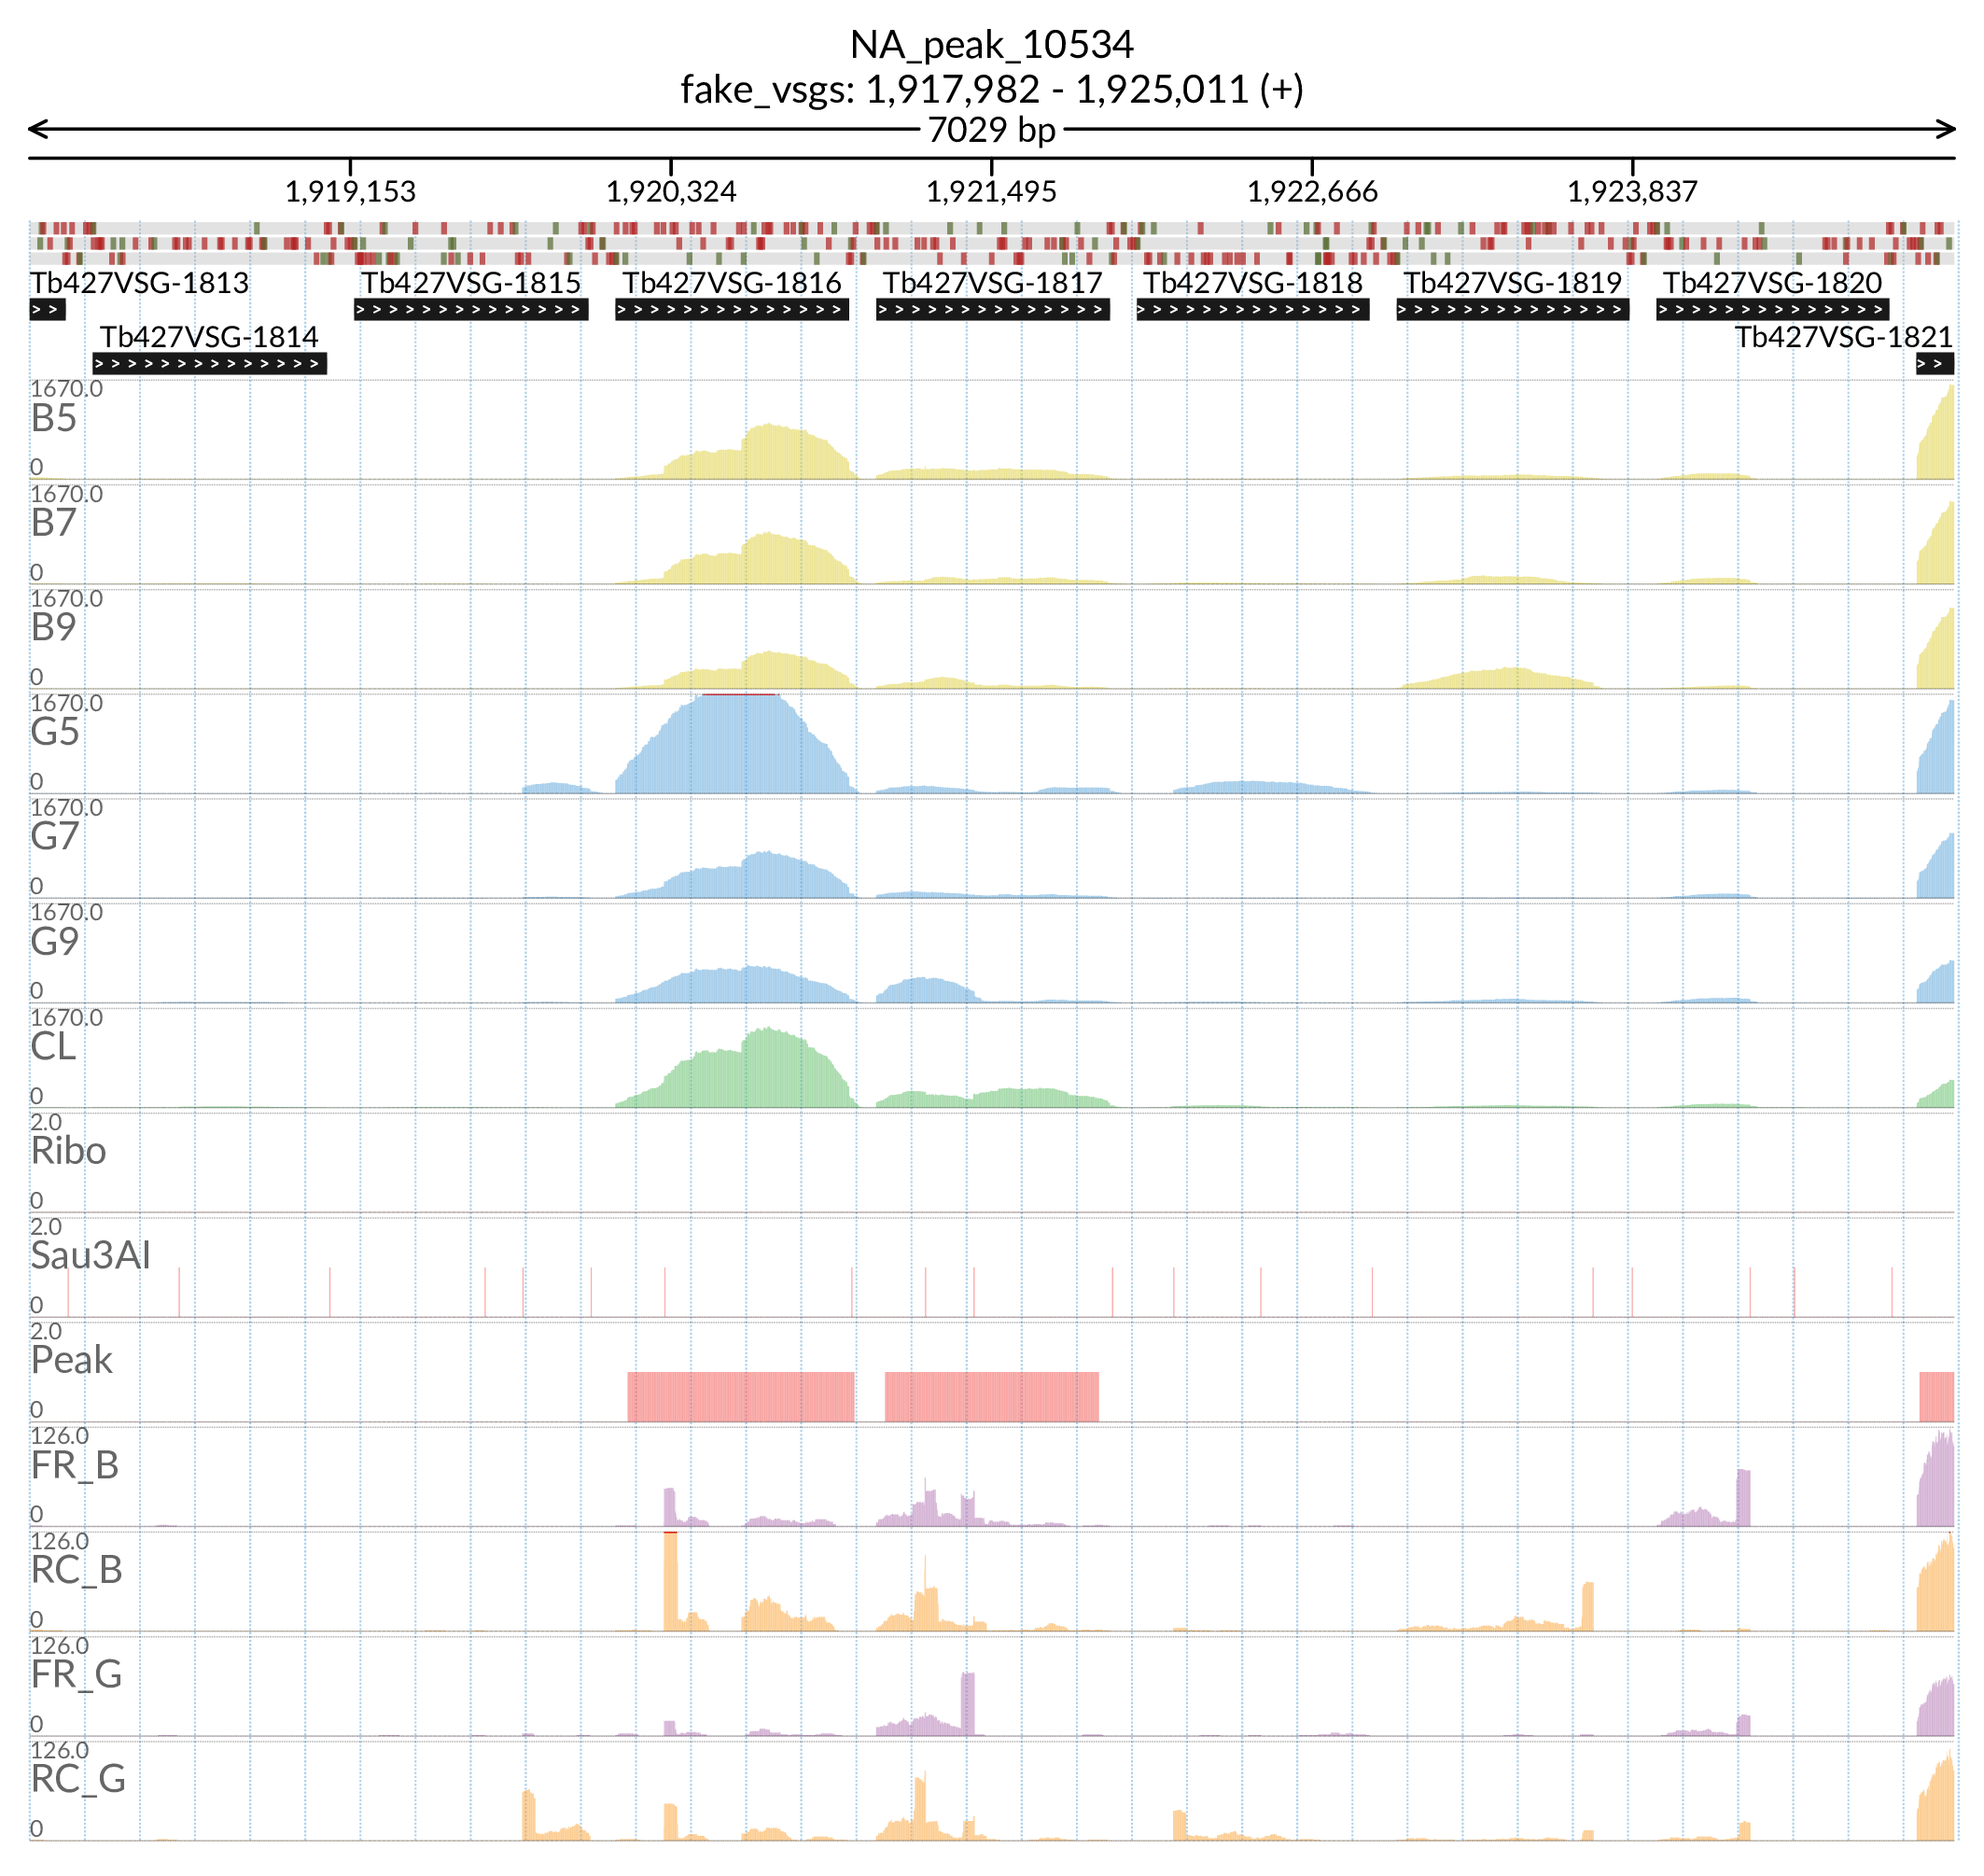 NA_peak_10534
fake_vsgs: 1,917,982 - 1,925,011 (+)
7029 bp
1,919,153 1,920,324 1,921,495 1,922,666 1,923,837
Tb427VSG-1813 Tb427VSG-1815 Tb427VSG-1816 Tb427VSG-1817 Tb427VSG-1818 Tb427VSG-1819 Tb427VSG-1820
Tb427VSG-1814 Tb427VSG-1821
1670.0
B5
0
1670.0
B7
0
1670.0
B9
0
1670.0
G5
0
1670.0
G7
0
1670.0
G9
0
1670.0
CL
0
2.0
Ribo
0
2.0
Sau3AI
0
2.0
Peak
0
126.0
FR_B
0
126.0
RC_B
0
126.0
FR_G
0
126.0
RC_G
0